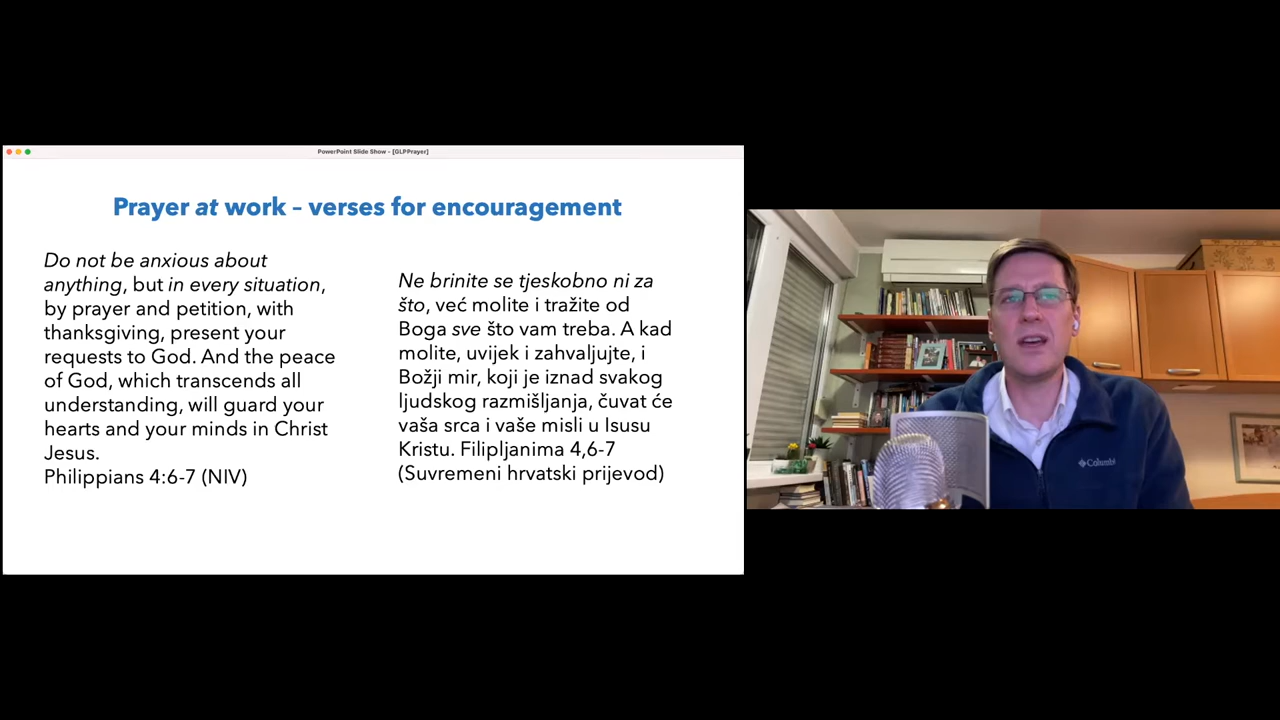 PowerPoint Slide Show - [GLPPrayer]
Prayer at work – verses for encouragement
Do not be anxious about
anything, but in every situation,
by prayer and petition, with
thanksgiving, present your
requests to God. And the peace
of God, which transcends all
understanding, will guard your
hearts and your minds in Christ
Jesus.
Philippians 4:6-7 (NIV)
Ne brinite se tjeskobno ni za
što, već molite i tražite od
Boga sve što vam treba. A kad
molite, uvijek i zahvaljujte, i
Božji mir, koji je iznad svakog
ljudskog razmišljanja, čuvat će
vaša srca i vaše misli u Isusu
Kristu. Filipljanima 4,6-7
(Suvremeni hrvatski prijevod)
Columbia